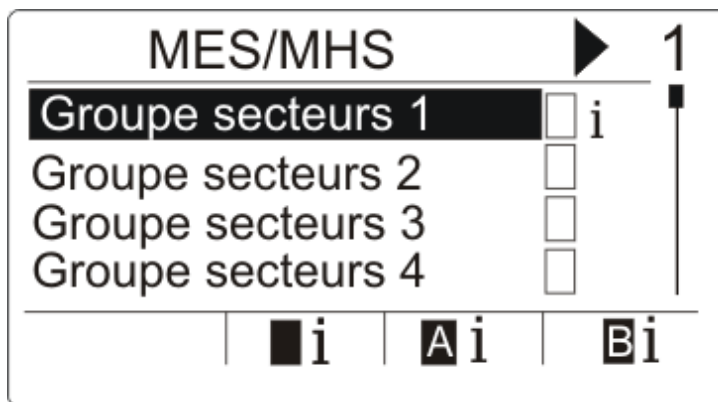 MES/MHS 1
Groupe secteurs 1 i
Groupe secteurs 2
Groupe secteurs 3
Groupe secteurs 4
i A i B i